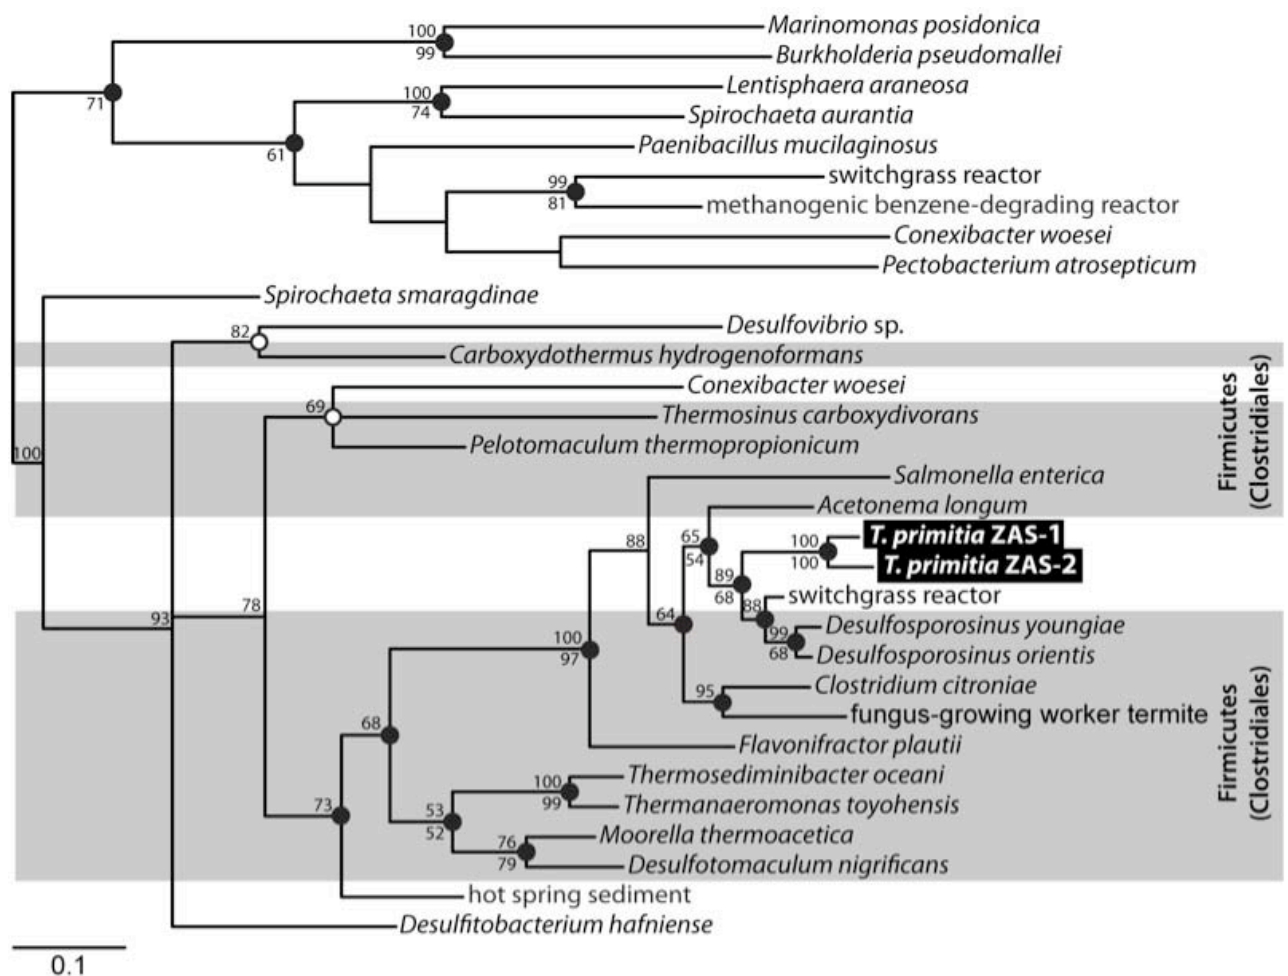 100
Marinomonas posidonica
99
Burkholderia pseudomallei
71
100
Lentisphaera araneosa
74
Spirochaeta aurantia
61
Paenibacillus mucilaginosus
99
switchgrass reactor
81
methanogenic benzene-degrading reactor
Conexibacter woesei
Pectobacterium atrosepticum
Spirochaeta smaragdinae
82
Desulfovibrio sp.
Carboxydothermus hydrogenoformans
Conexibacter woesei
69
Thermosinus carboxydivorans
Pelotomaculum thermopropionicum
Firmicutes
(Clostridiales)
100
Salmonella enterica
Acetonema longum
88
65
54
100
T. primitia ZAS-1
100
T. primitia ZAS-2
89
68
switchgrass reactor
88
93
78
64
99
Desulfosporosinus youngiae
68
Desulfosporosinus orientis
100
97
95
Clostridium citroniae
fungus-growing worker termite
68
Flavonifractor plautii
100
Thermosediminibacter oceani
99
Thermanaeromonas toyohensis
73
53
52
76
Moorella thermoacetica
79
Desulfotomaculum nigrificans
Firmicutes
(Clostridiales)
hot spring sediment
Desulfitobacterium hafniense
0.1